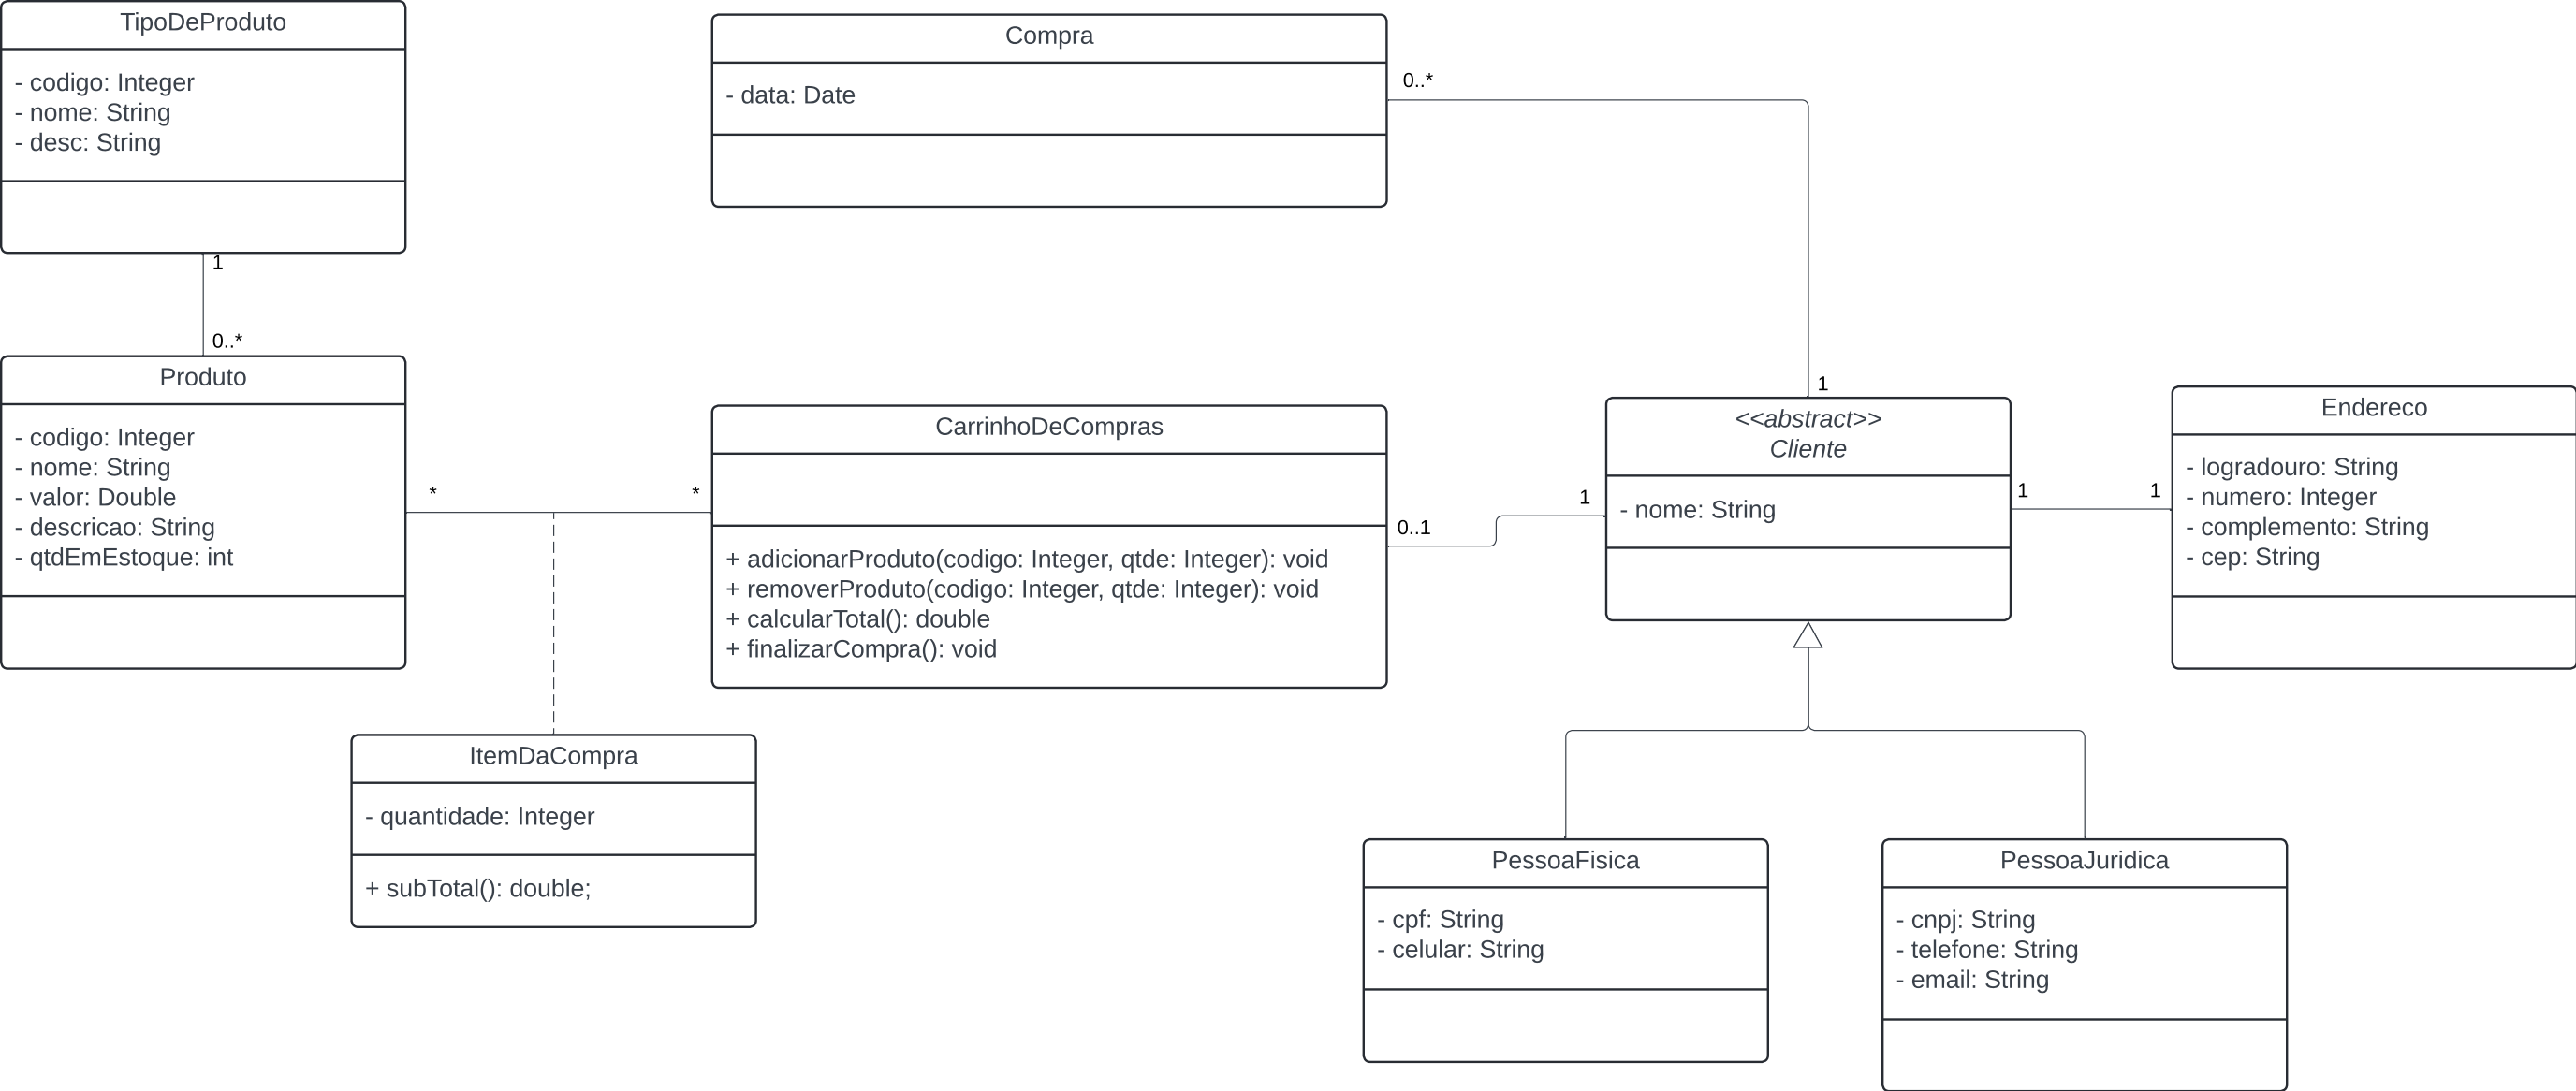 TipoDeProduto
- codigo: Integer
- nome: String
- desc: String
1
0..*
Produto
- codigo: Integer
- nome: String
- valor: Double
- descricao: String
- qtdEmEstoque: int
*
*
Compra
- data: Date
0..*
1
CarrinhoDeCompras
+ adicionarProduto(codigo: Integer, qtde: Integer): void
+ removerProduto(codigo: Integer, qtde: Integer): void
+ calcularTotal(): double
+ finalizarCompra(): void
0..1
1
<<abstract>>
Cliente
- nome: String
1
1
Endereco
- logradouro: String
- numero: Integer
- complemento: String
- cep: String
ItemDaCompra
- quantidade: Integer
+ subTotal(): double;
PessoaFisica
- cpf: String
- celular: String
PessoaJuridica
- cnpj: String
- telefone: String
- email: String